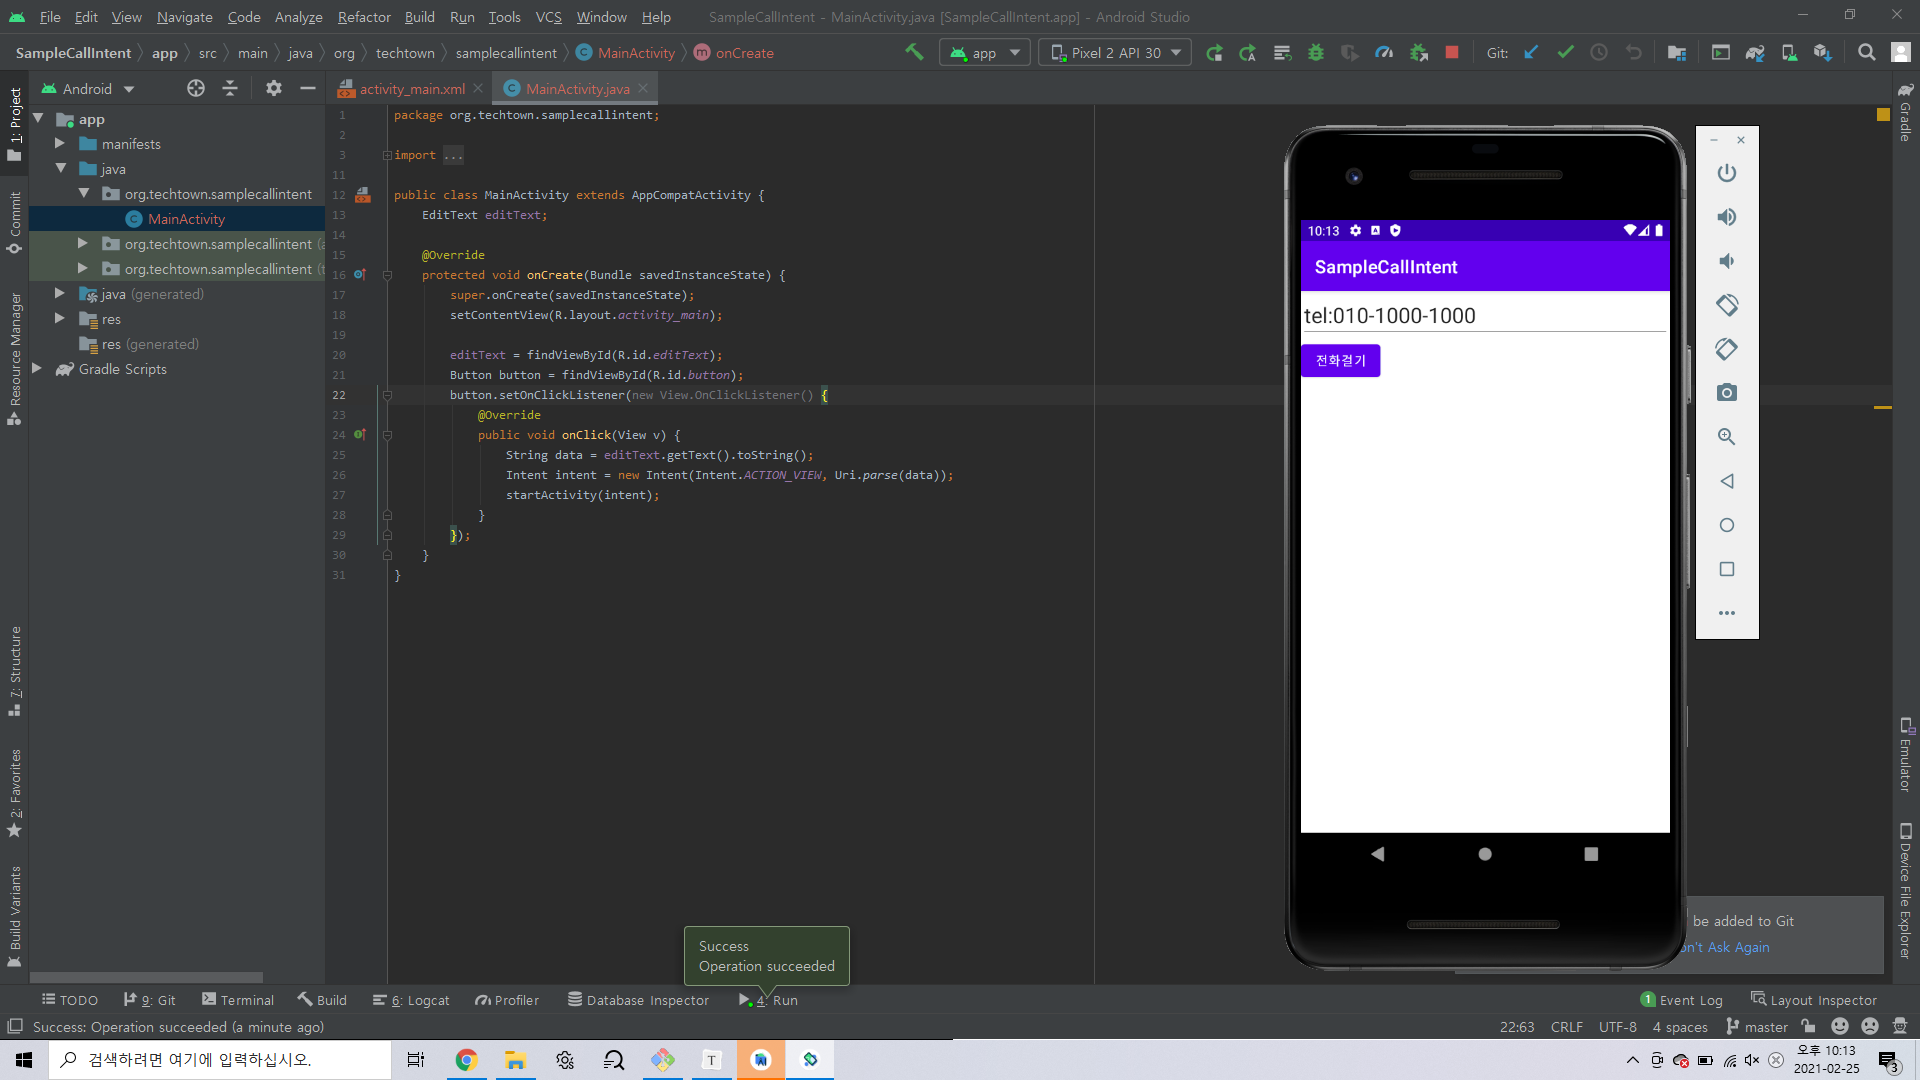 File Edit View Navigate Code Analyze Refactor Build Run Tools VCS Window Help SampleCallIntent - MainActivity.java [SampleCallIntent.app] - Android Studio
SampleCallIntent app src main java org techtown samplecallintent MainActivity onCreate app Pixel 2 API 30 Git:
Android
activity_main.xml MainActivity.java
1: Project
Commit
Resource Manager
7: Structure
2: Favorites
Build Variants
app
manifests
java
org.techtown.samplecallintent
MainActivity
org.techtown.samplecallintent (a
org.techtown.samplecallintent (t
java (generated)
res
res (generated)
Gradle Scripts
1 package org.techtown.samplecallintent;
2
3 import ...
11
12 public class MainActivity extends AppCompatActivity {
13 EditText editText;
14
15 @Override
16 protected void onCreate(Bundle savedInstanceState) {
17 super.onCreate(savedInstanceState);
18 setContentView(R.layout.activity_main);
19
20 editText = findViewById(R.id.editText);
21 Button button = findViewById(R.id.button);
22 button.setOnClickListener(new View.OnClickListener() {
23 @Override
24 public void onClick(View v) {
25 String data = editText.getText().toString();
26 Intent intent = new Intent(Intent.ACTION_VIEW, Uri.parse(data));
27 startActivity(intent);
28 }
29 });
30 }
31 }
10:13
SampleCallIntent
tel:010-1000-1000
전화걸기
Gradle
Emulator
Device File Explorer
be added to Git
on't Ask Again
Success
Operation succeeded
TODO 9: Git Terminal Build 6: Logcat Profiler Database Inspector 4: Run 1 Event Log Layout Inspector
Success: Operation succeeded (a minute ago) 22:63 CRLF UTF-8 4 spaces master
검색하려면 여기에 입력하십시오.
오후 10:13
2021-02-25
3